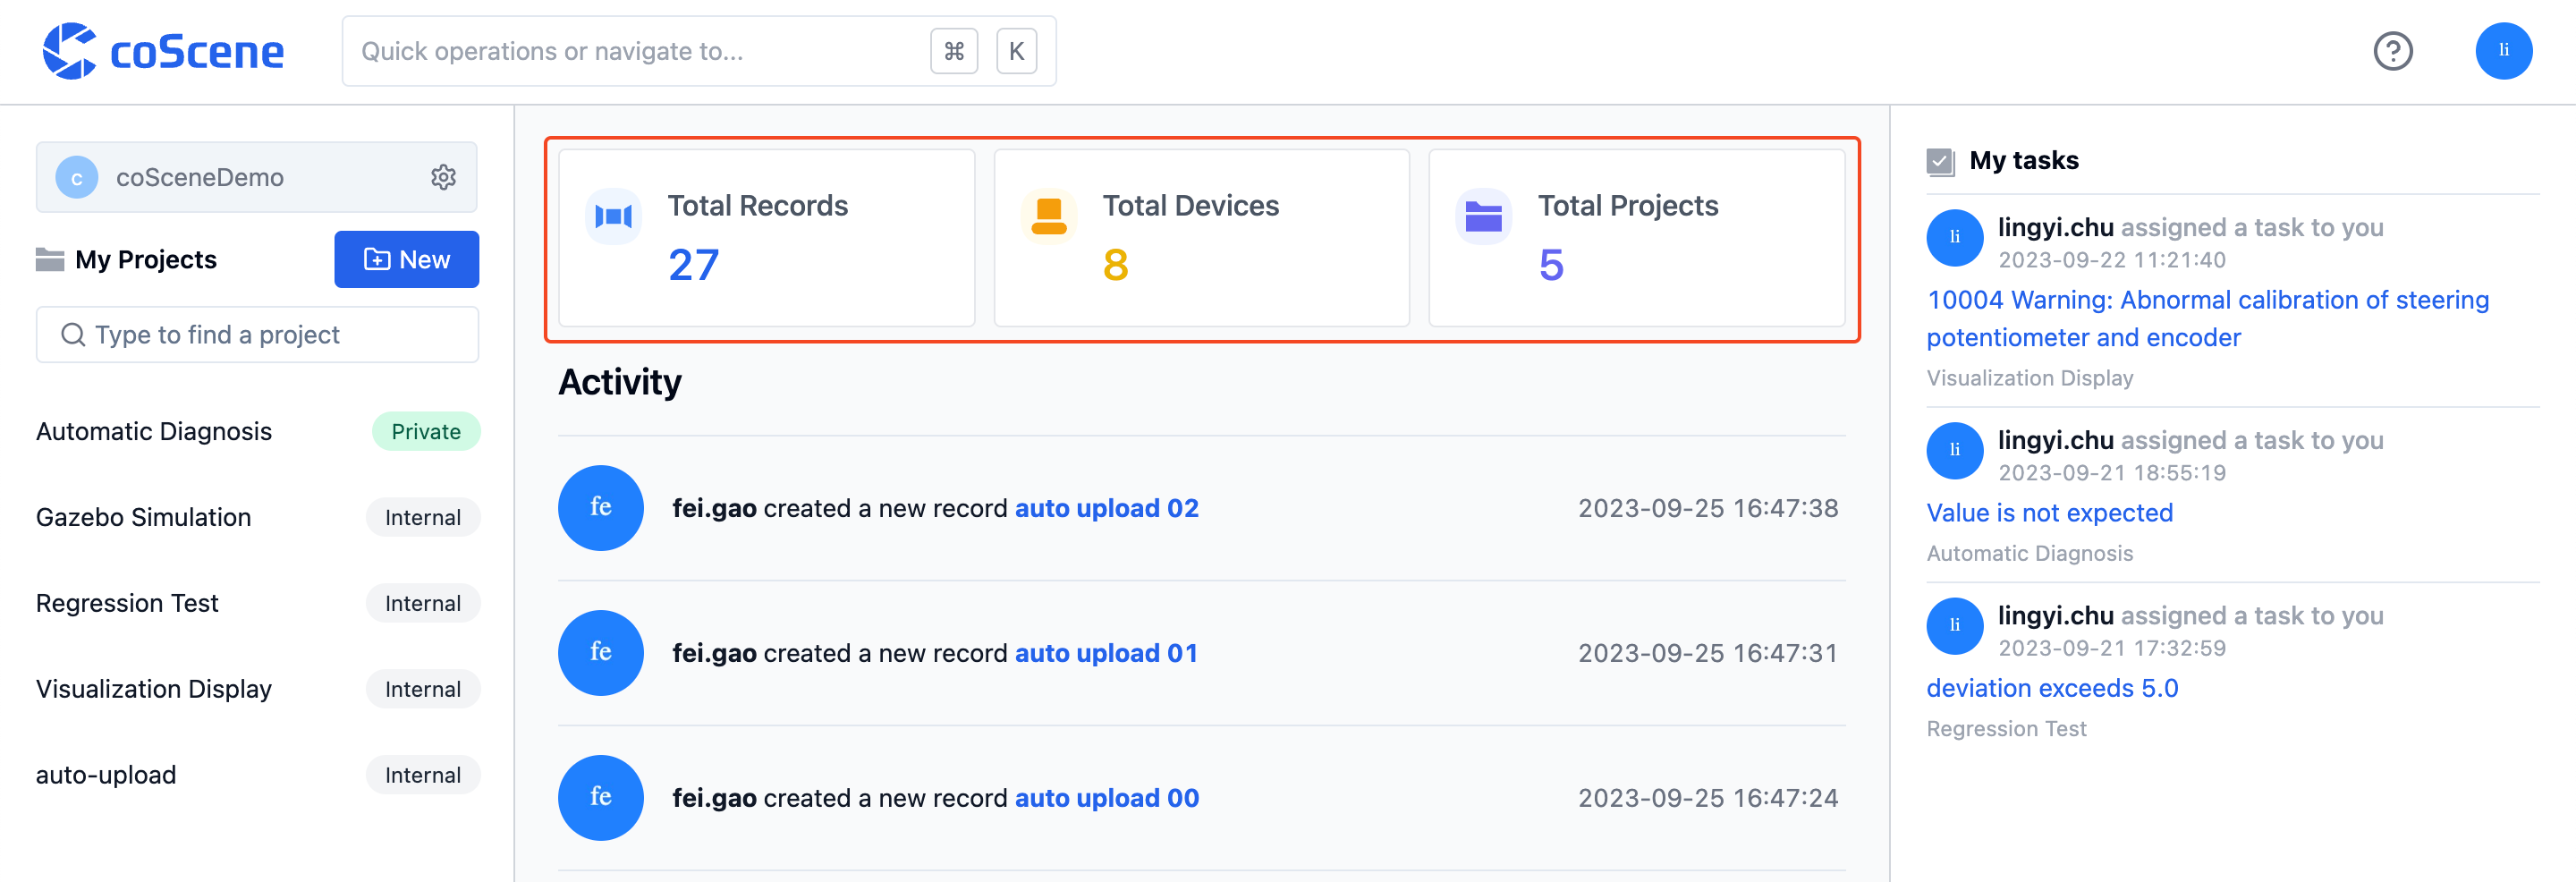 coScene
Quick operations or navigate to...
⌘ K
li
c coSceneDemo
My Projects
New
Type to find a project
Automatic Diagnosis Private
Gazebo Simulation Internal
Regression Test Internal
Visualization Display Internal
auto-upload Internal
Total Records
27
Total Devices
8
Total Projects
5
Activity
fe fei.gao created a new record auto upload 02 2023-09-25 16:47:38
fe fei.gao created a new record auto upload 01 2023-09-25 16:47:31
fe fei.gao created a new record auto upload 00 2023-09-25 16:47:24
My tasks
li lingyi.chu assigned a task to you
2023-09-22 11:21:40
10004 Warning: Abnormal calibration of steering
potentiometer and encoder
Visualization Display
li lingyi.chu assigned a task to you
2023-09-21 18:55:19
Value is not expected
Automatic Diagnosis
li lingyi.chu assigned a task to you
2023-09-21 17:32:59
deviation exceeds 5.0
Regression Test